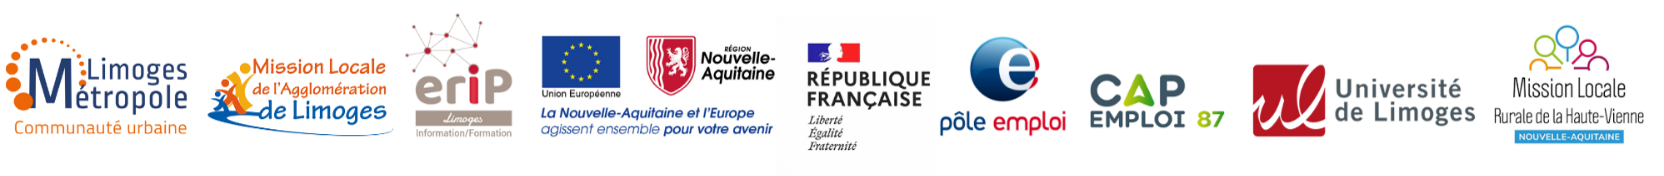 Limoges
Métropole
Communauté urbaine
Mission Locale
de l'Agglomération
de Limoges
eriP
Limoges
Information/Formation
Union Européenne
RÉGION
Nouvelle-
Aquitaine
La Nouvelle-Aquitaine et l'Europe
agissent ensemble pour votre avenir
RÉPUBLIQUE
FRANÇAISE
Liberté
Égalité
Fraternité
pôle emploi
CAP
EMPLOI 87
ul
Université
de Limoges
Mission Locale
Rurale de la Haute-Vienne
NOUVELLE-AQUITAINE